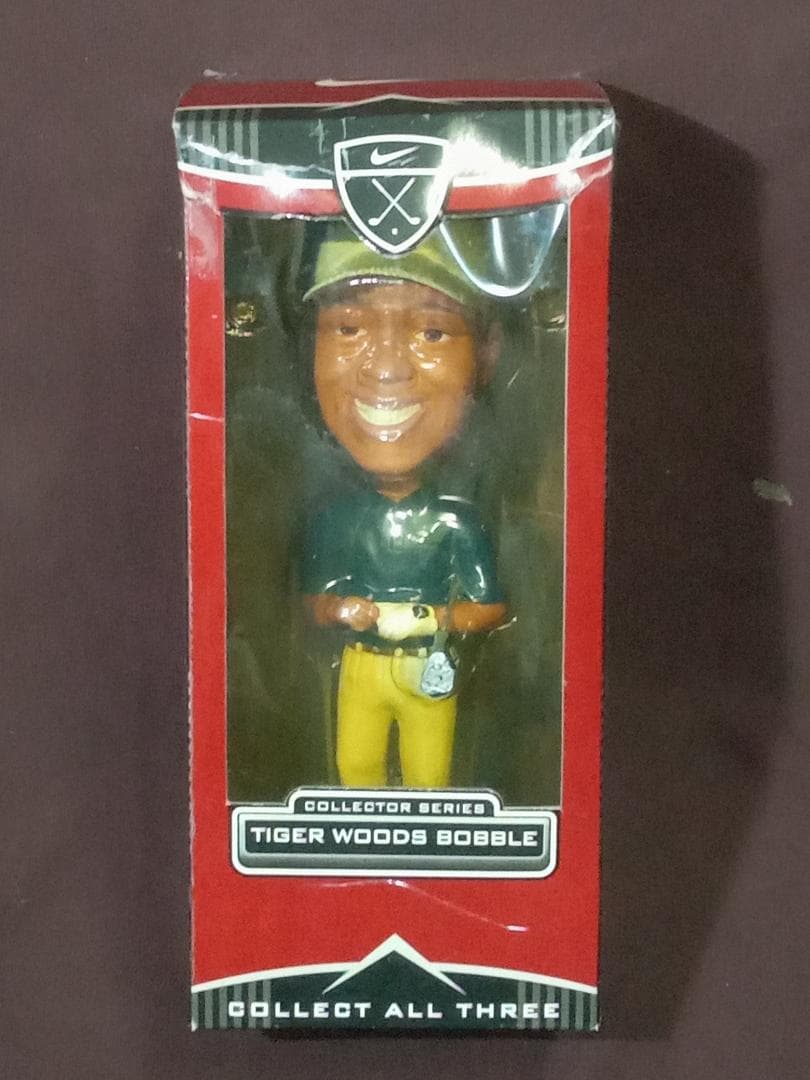 COLLECTOR SERIES
TIGER WOODS BOBBLE
COLLECT ALL THREE